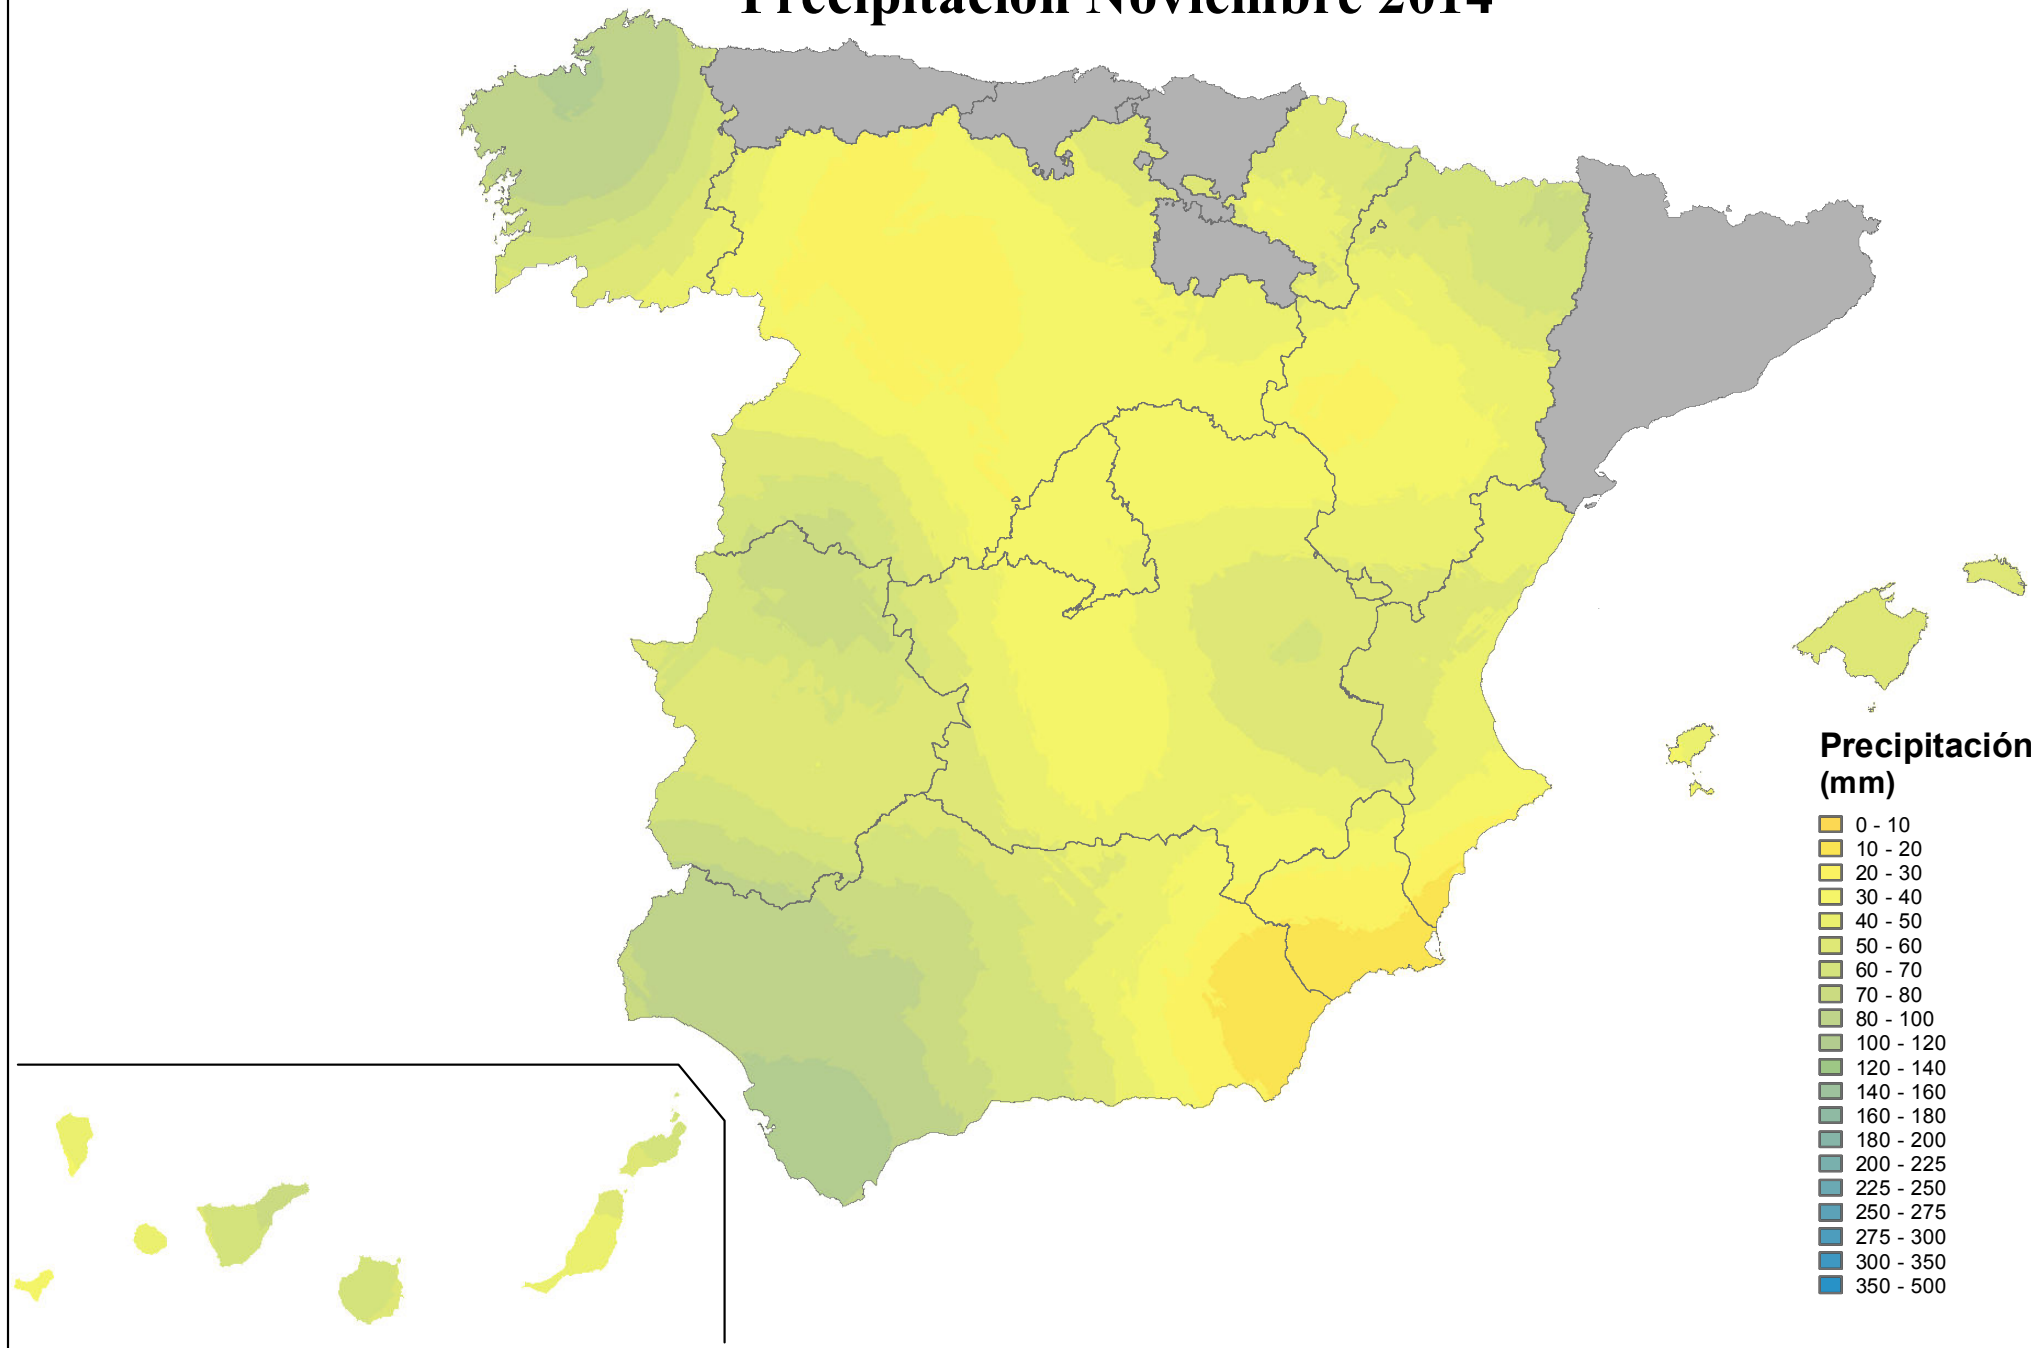 Precipitación Noviembre 2014
Precipitación
(mm)
0 - 10
10 - 20
20 - 30
30 - 40
40 - 50
50 - 60
60 - 70
70 - 80
80 - 100
100 - 120
120 - 140
140 - 160
160 - 180
180 - 200
200 - 225
225 - 250
250 - 275
275 - 300
300 - 350
350 - 500